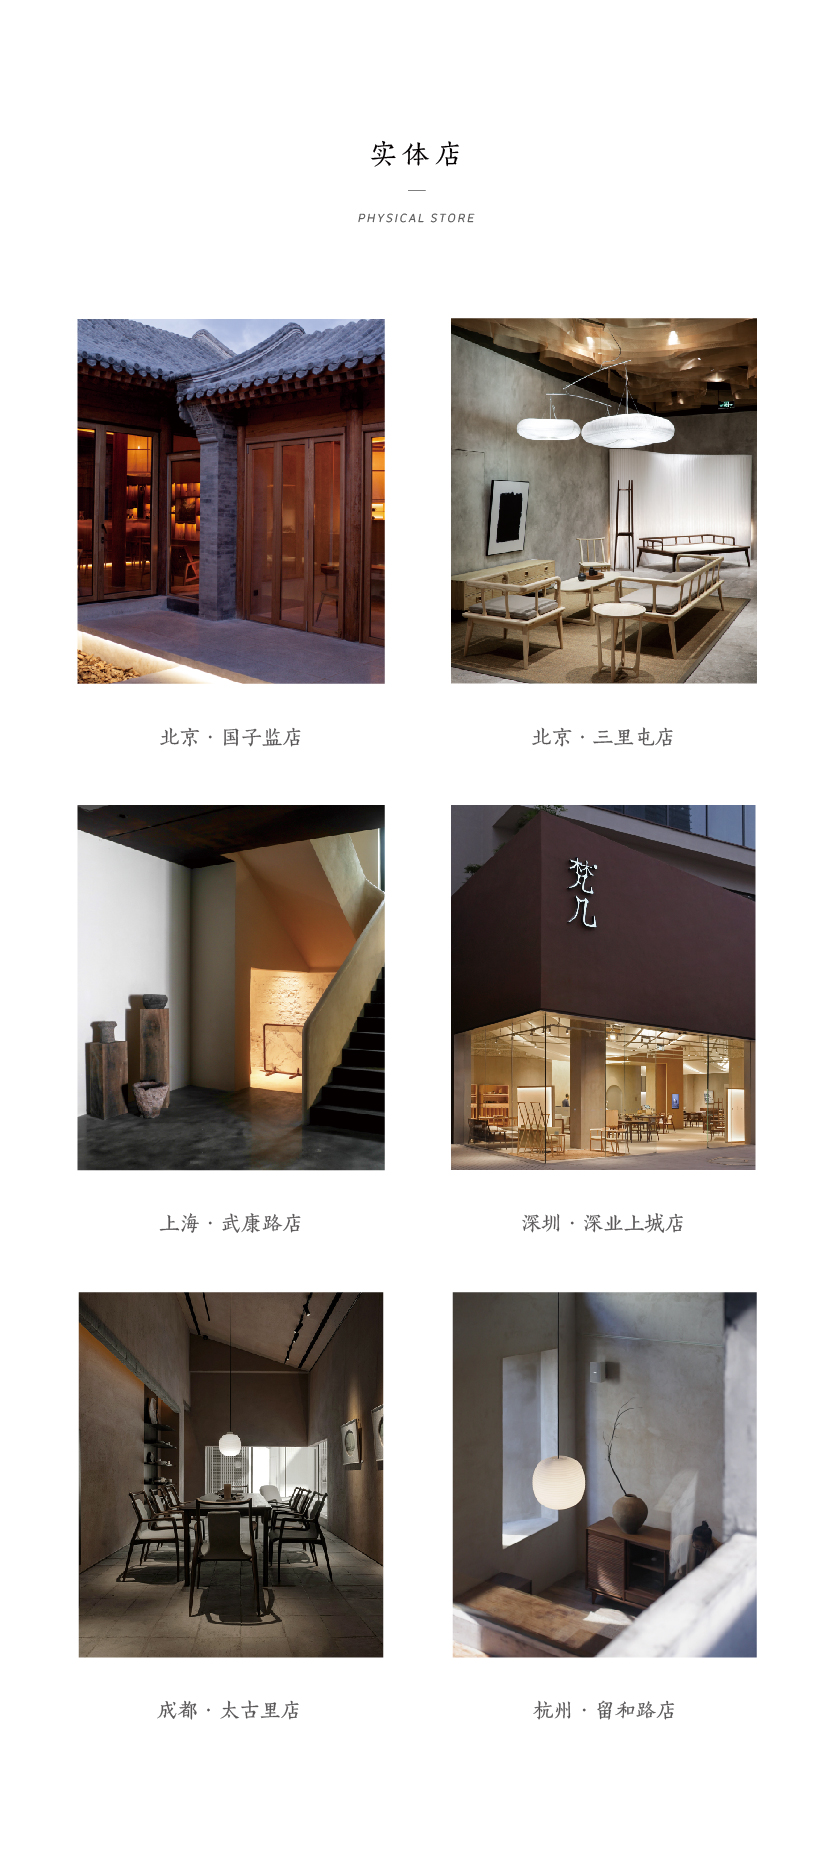 实体店
PHYSICAL STORE
北京·国子监店
北京·三里屯店
梵
几
上海·武康路店
深圳·深业上城店
成都·太古里店
杭州·留和路店